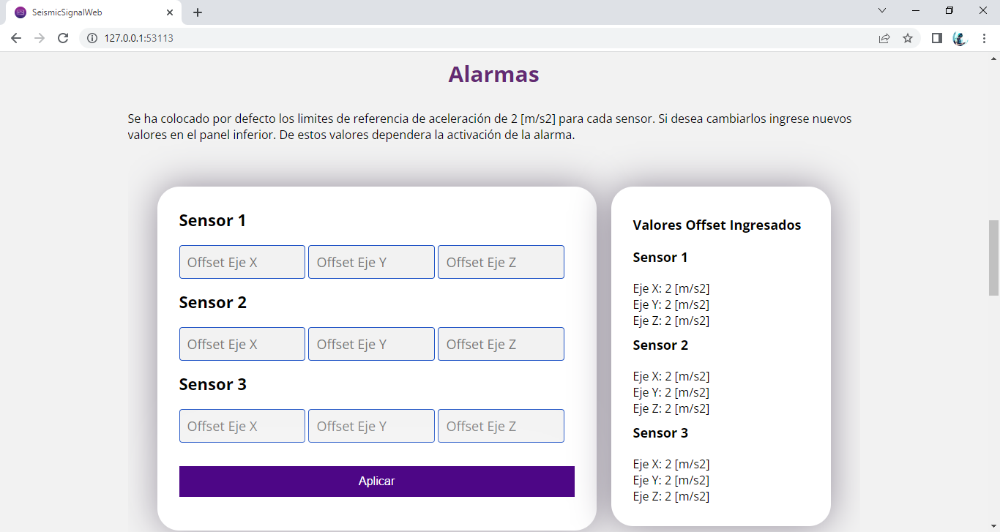 SeismicSignalWeb
127.0.0.1:53113
Alarmas
Se ha colocado por defecto los limites de referencia de aceleración de 2 [m/s2] para cada sensor. Si desea cambiarlos ingrese nuevos
valores en el panel inferior. De estos valores dependera la activación de la alarma.
Sensor 1
Offset Eje X Offset Eje Y Offset Eje Z
Sensor 2
Offset Eje X Offset Eje Y Offset Eje Z
Sensor 3
Offset Eje X Offset Eje Y Offset Eje Z
Aplicar
Valores Offset Ingresados
Sensor 1
Eje X: 2 [m/s2]
Eje Y: 2 [m/s2]
Eje Z: 2 [m/s2]
Sensor 2
Eje X: 2 [m/s2]
Eje Y: 2 [m/s2]
Eje Z: 2 [m/s2]
Sensor 3
Eje X: 2 [m/s2]
Eje Y: 2 [m/s2]
Eje Z: 2 [m/s2]